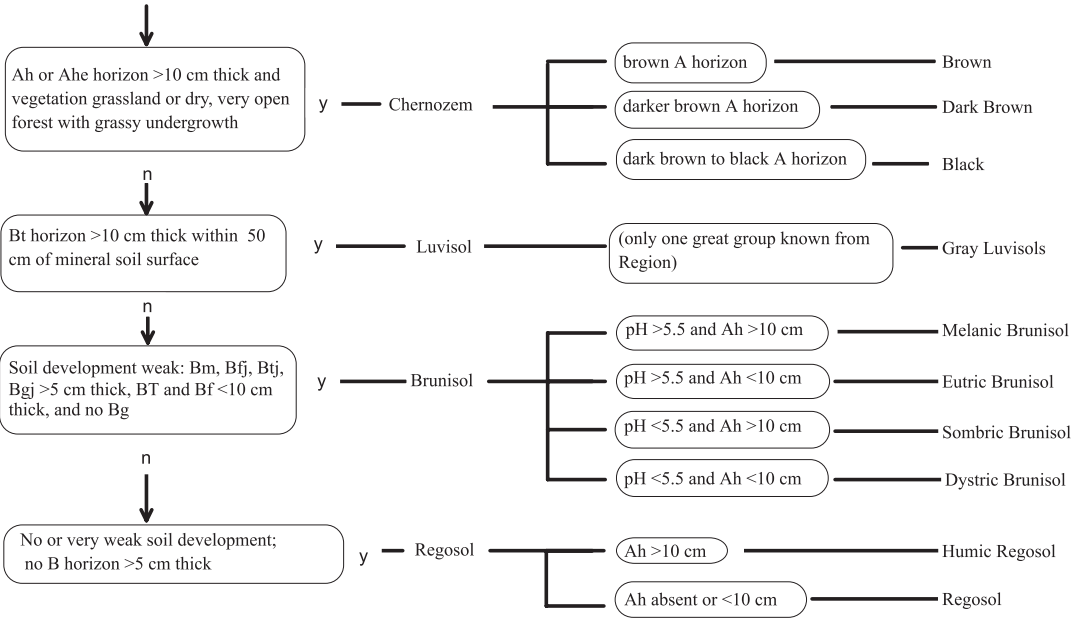 Ah or Ahe horizon >10 cm thick and
vegetation grassland or dry, very open
forest with grassy undergrowth
y
Chernozem
brown A horizon
Brown
darker brown A horizon
Dark Brown
dark brown to black A horizon
Black
n
Bt horizon >10 cm thick within 50
cm of mineral soil surface
y
Luvisol
(only one great group known from
Region)
Gray Luvisols
n
Soil development weak: Bm, Bfj, Btj,
Bgj >5 cm thick, BT and Bf <10 cm
thick, and no Bg
y
Brunisol
pH >5.5 and Ah >10 cm
Melanic Brunisol
pH >5.5 and Ah <10 cm
Eutric Brunisol
pH <5.5 and Ah >10 cm
Sombric Brunisol
pH <5.5 and Ah <10 cm
Dystric Brunisol
n
No or very weak soil development;
no B horizon >5 cm thick
y
Regosol
Ah >10 cm
Humic Regosol
Ah absent or <10 cm
Regosol